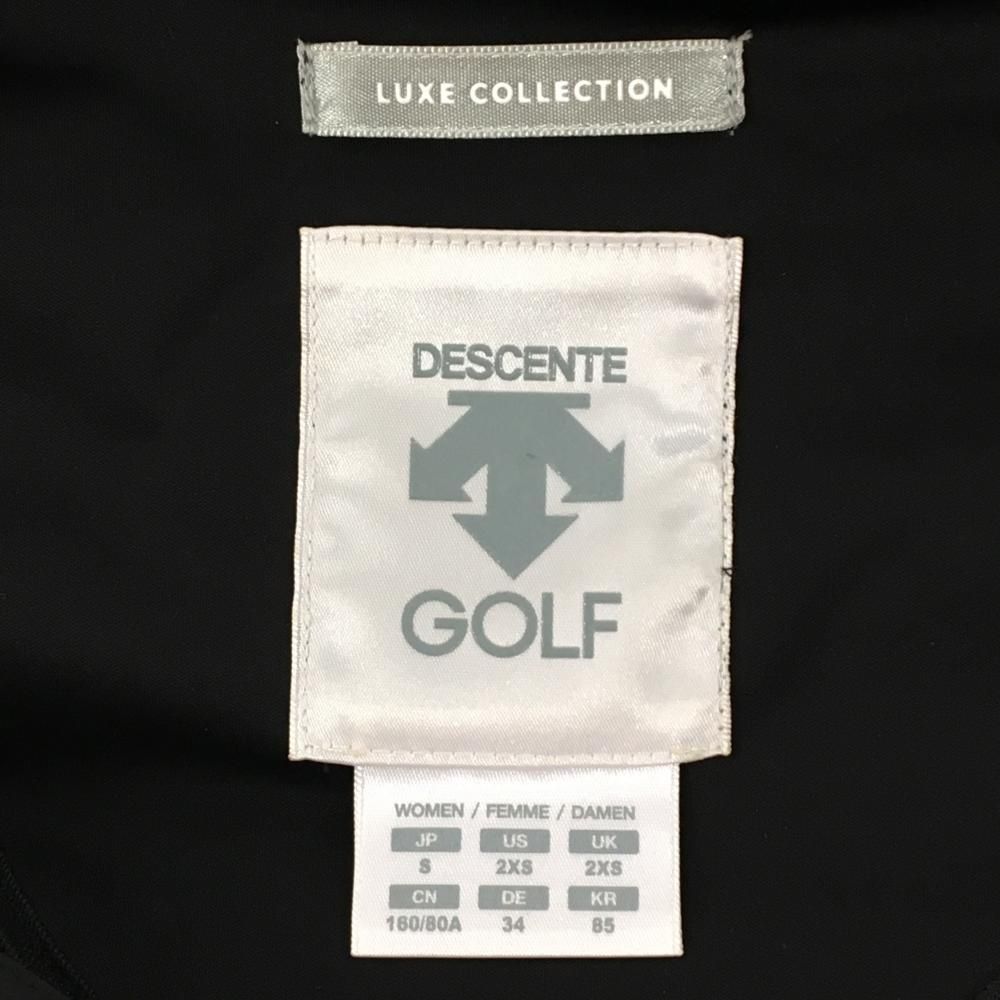 LUXE COLLECTION
DESCENTE
GOLF
WOMEN / FEMME / DAMEN
JP US UK
S 2XS 2XS
CN DE KR
160/80A 34 85